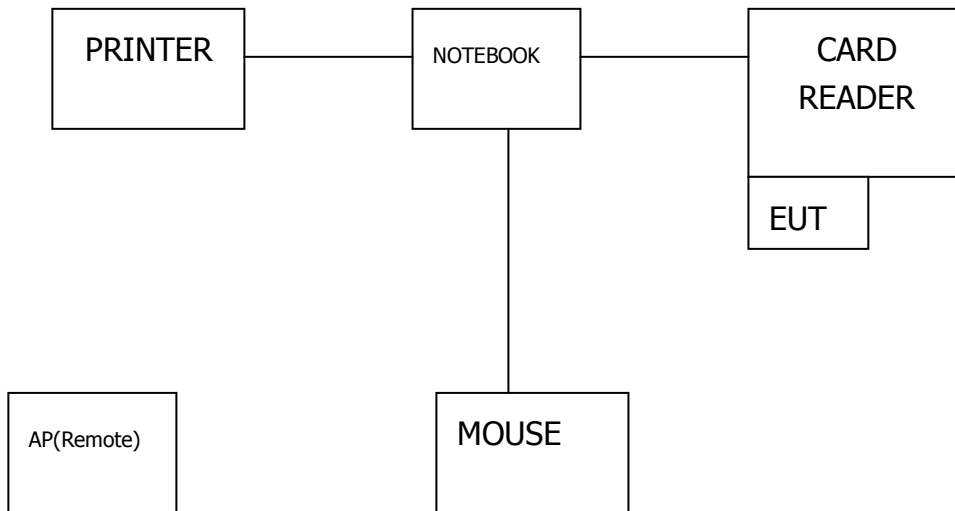 PRINTER
NOTEBOOK
CARD
READER
EUT
AP(Remote)
MOUSE